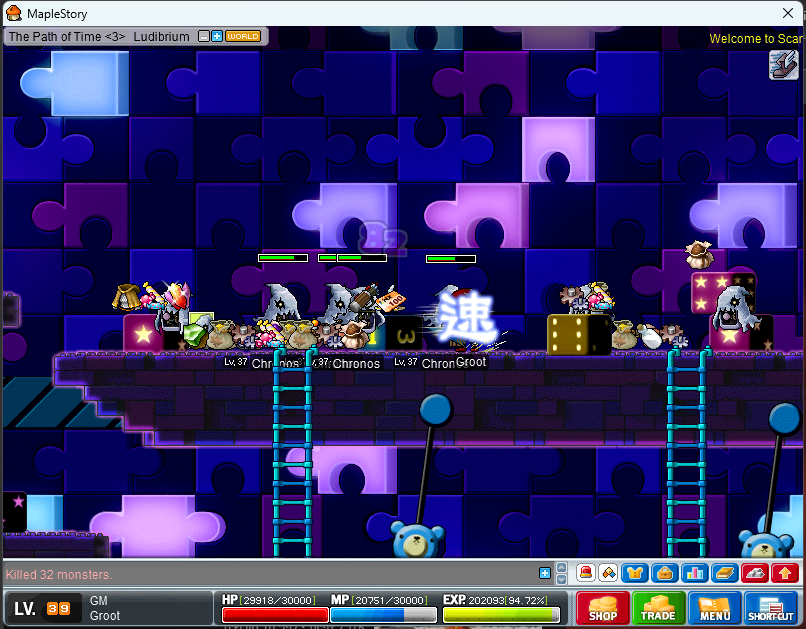 MapleStory
The Path of Time <3> Ludibrium
WORLD
Welcome to Scar
速
Lv. 37 Chronos
Lv. 37 Chronos
Lv. 37 Chron
Groot
Killed 32 monsters.
LV. 39
GM
Groot
HP[29918/30000] MP[20751/30000] EXP. 202093[94.72%]
SHOP
TRADE
MENU
SHORTCUT